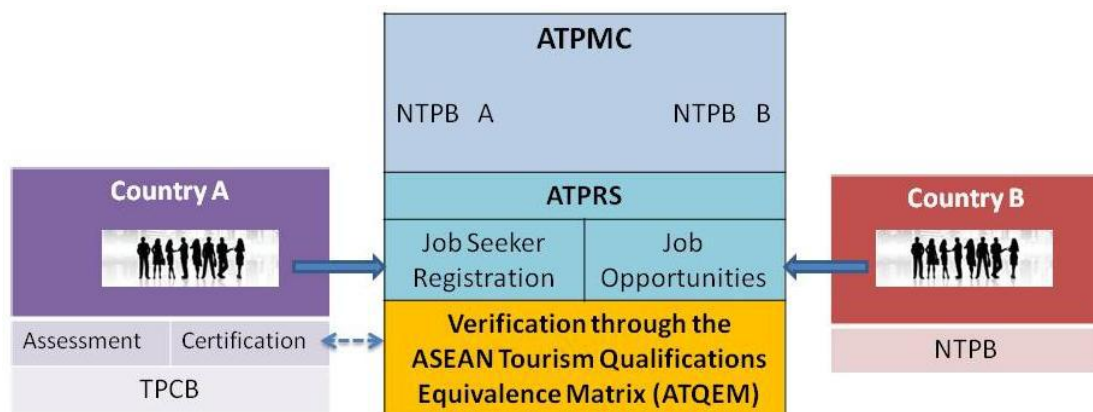 ATPMC
NTPB A NTPB B
Country A
Assessment Certification
TPCB
ATPRS
Job Seeker
Registration
Job
Opportunities
Verification through the
ASEAN Tourism Qualifications
Equivalence Matrix (ATQEM)
Country B
NTPB